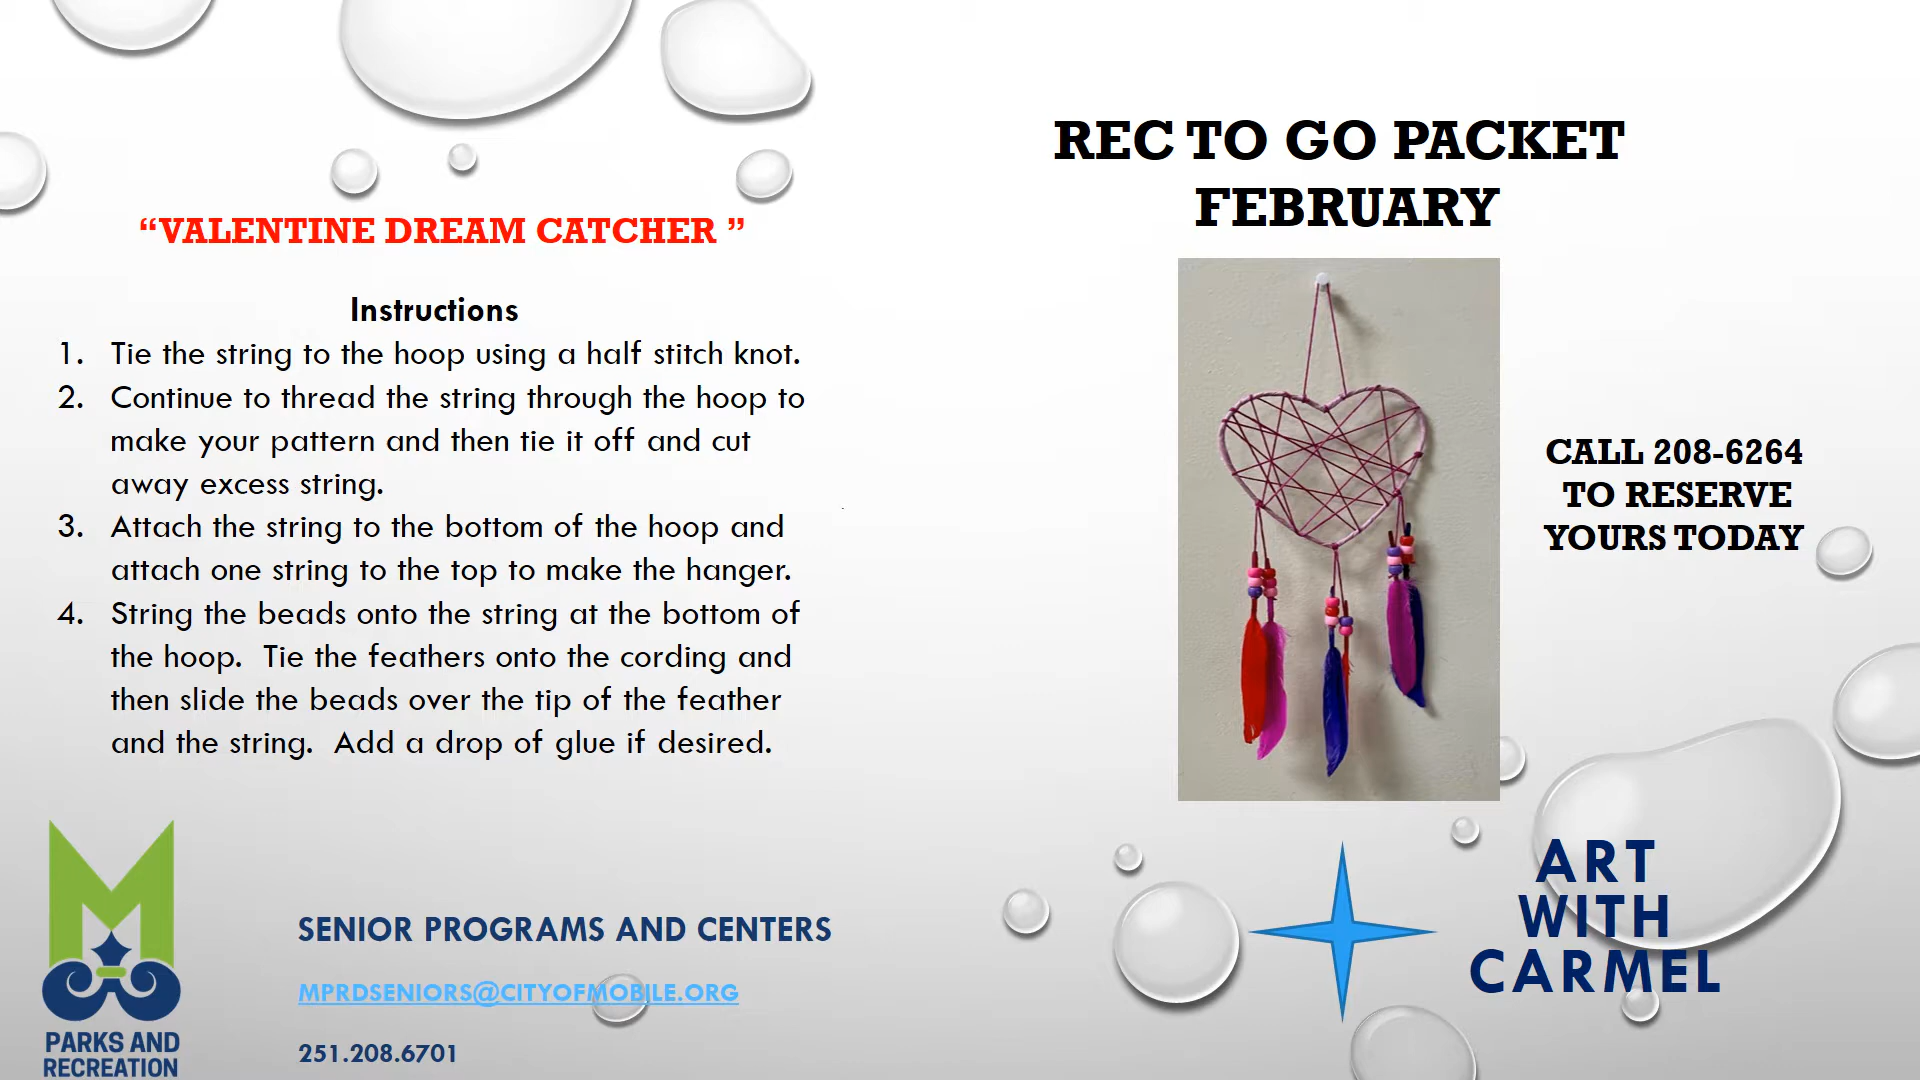 “VALENTINE DREAM CATCHER ”
Instructions
1. Tie the string to the hoop using a half stitch knot.
2. Continue to thread the string through the hoop to
make your pattern and then tie it off and cut
away excess string.
3. Attach the string to the bottom of the hoop and
attach one string to the top to make the hanger.
4. String the beads onto the string at the bottom of
the hoop.  Tie the feathers onto the cording and
then slide the beads over the tip of the feather
and the string.  Add a drop of glue if desired.
PARKS AND
RECREATION
SENIOR PROGRAMS AND CENTERS
MPRDSENIORS@CITYOFMOBILE.ORG
251.208.6701
REC TO GO PACKET
FEBRUARY
CALL 208-6264
TO RESERVE
YOURS TODAY
ART
WITH
CARMEL